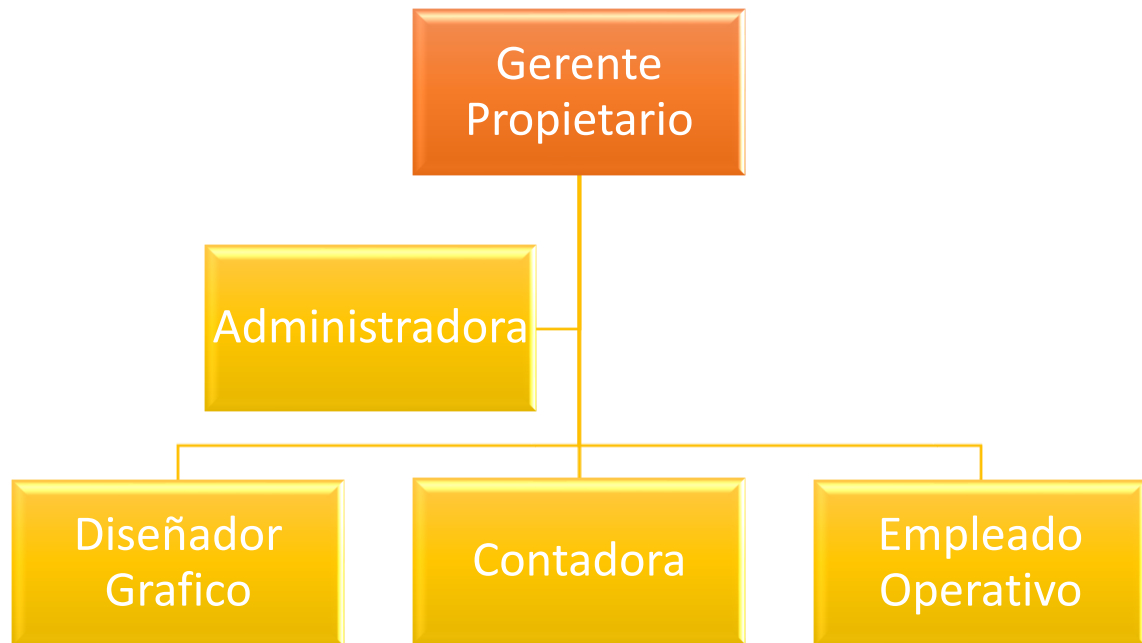 Gerente
Propietario
Administradora
Diseñador
Grafico
Contadora
Empleado
Operativo